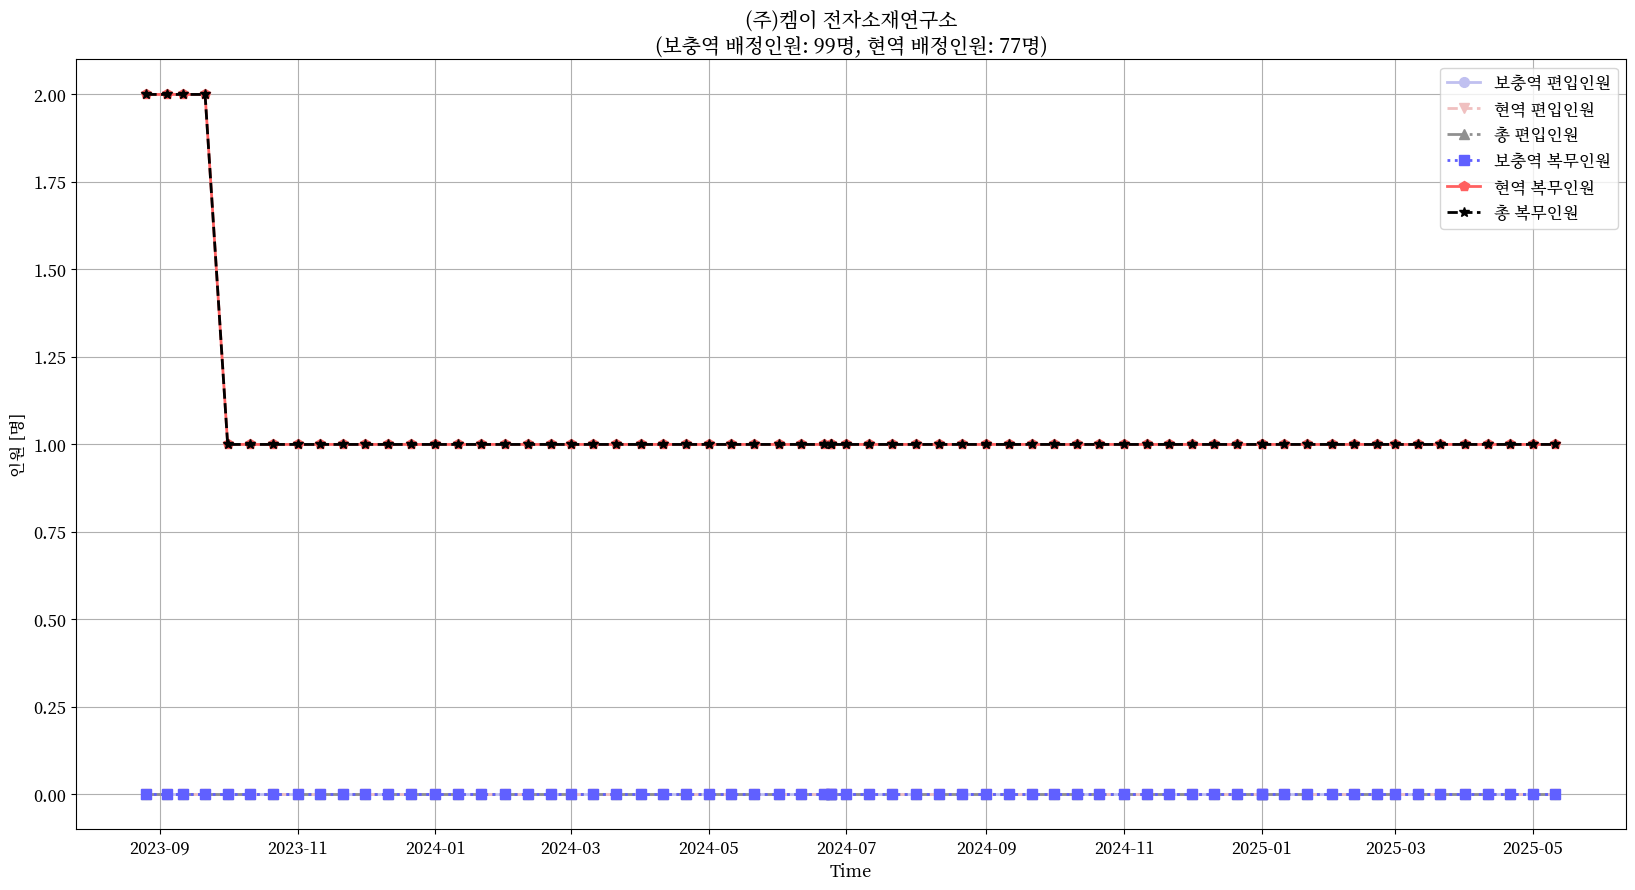 (주)켐이 전자소재연구소
(보충역 배정인원: 99명, 현역 배정인원: 77명)
보충역 편입인원
현역 편입인원
총 편입인원
보충역 복무인원
현역 복무인원
총 복무인원
인원 [명]
2.00
1.75
1.50
1.25
1.00
0.75
0.50
0.25
0.00
2023-09 2023-11 2024-01 2024-03 2024-05 2024-07 2024-09 2024-11 2025-01 2025-03 2025-05
Time